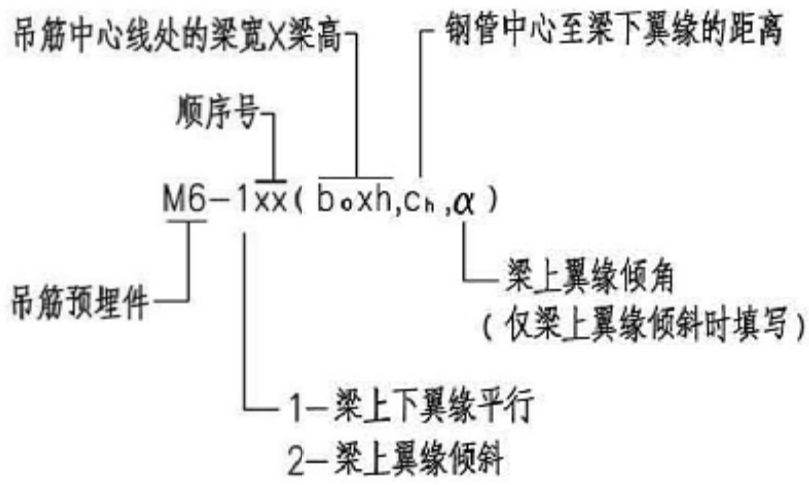 吊筋中心线处的梁宽X梁高
钢管中心至梁下翼缘的距离
顺序号
M6-1xx(b₀xh,cₕ,α)
吊筋预埋件
梁上翼缘倾角
(仅梁上翼缘倾斜时填写)
1-梁上下翼缘平行
2-梁上翼缘倾斜